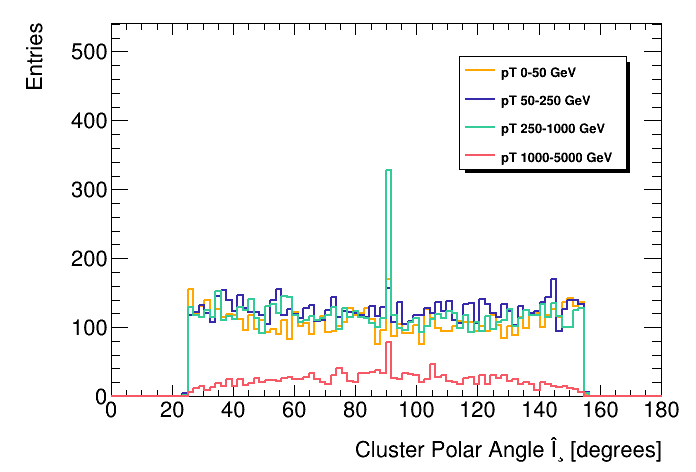 Entries
500
400
300
200
100
0
0 20 40 60 80 100 120 140 160 180
pT 0-50 GeV
pT 50-250 GeV
pT 250-1000 GeV
pT 1000-5000 GeV
Cluster Polar Angle Î¸ [degrees]